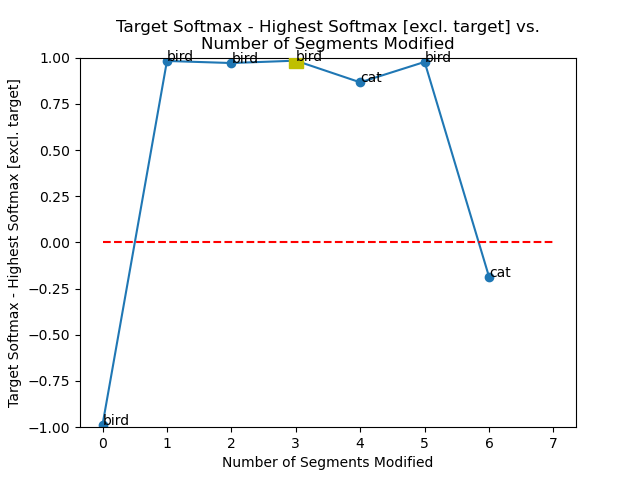 Target Softmax - Highest Softmax [excl. target] vs.
Number of Segments Modified
Target Softmax - Highest Softmax [excl. target]
1.00
0.75
0.50
0.25
0.00
−0.25
−0.50
−0.75
−1.00
bird
bird
bird
bird
cat
bird
cat
0 1 2 3 4 5 6 7
Number of Segments Modified